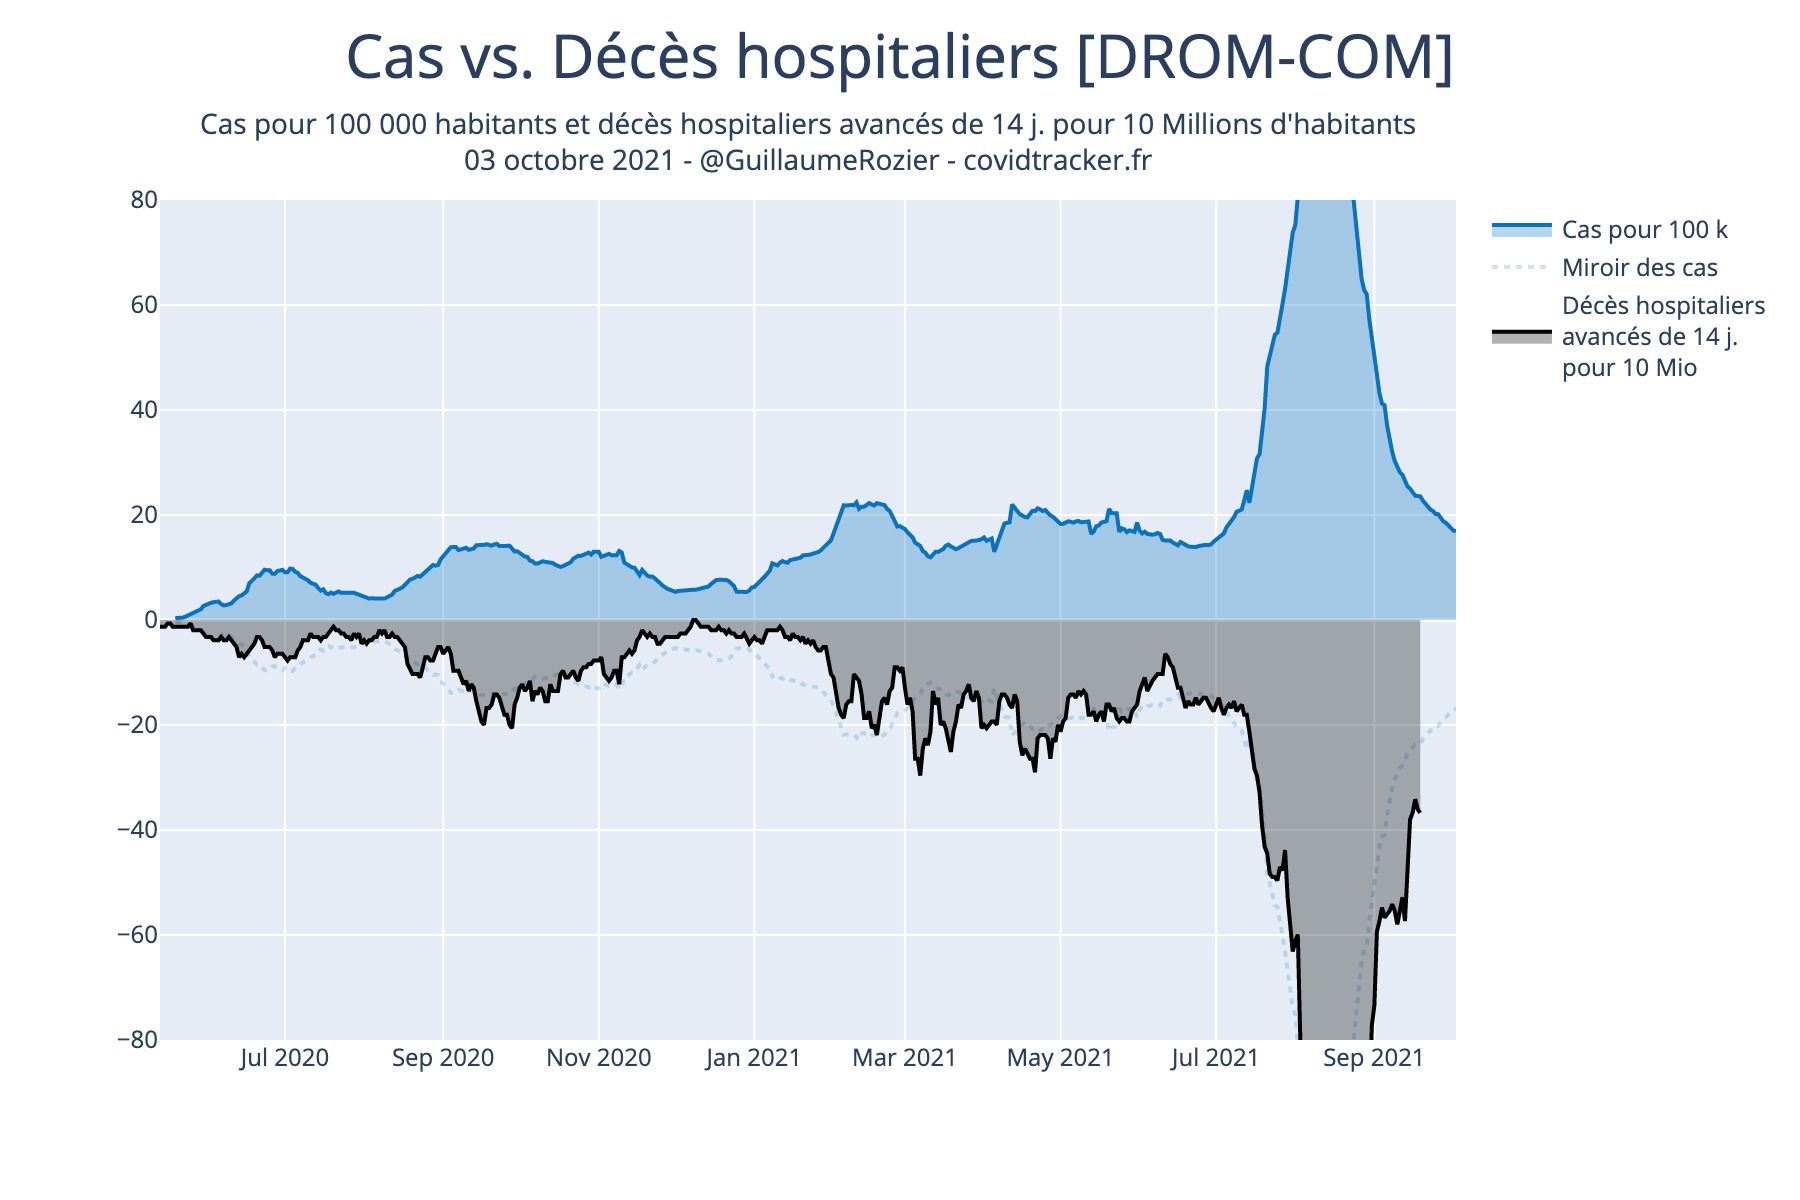 Cas vs. Décès hospitaliers [DROM-COM]
Cas pour 100 000 habitants et décès hospitaliers avancés de 14 j. pour 10 Millions d'habitants
03 octobre 2021 - @GuillaumeRozier - covidtracker.fr
80
60
40
20
0
−20
−40
−60
−80
Jul 2020
Sep 2020
Nov 2020
Jan 2021
Mar 2021
May 2021
Jul 2021
Sep 2021
Cas pour 100 k
Miroir des cas
Décès hospitaliers
avancés de 14 j.
pour 10 Mio